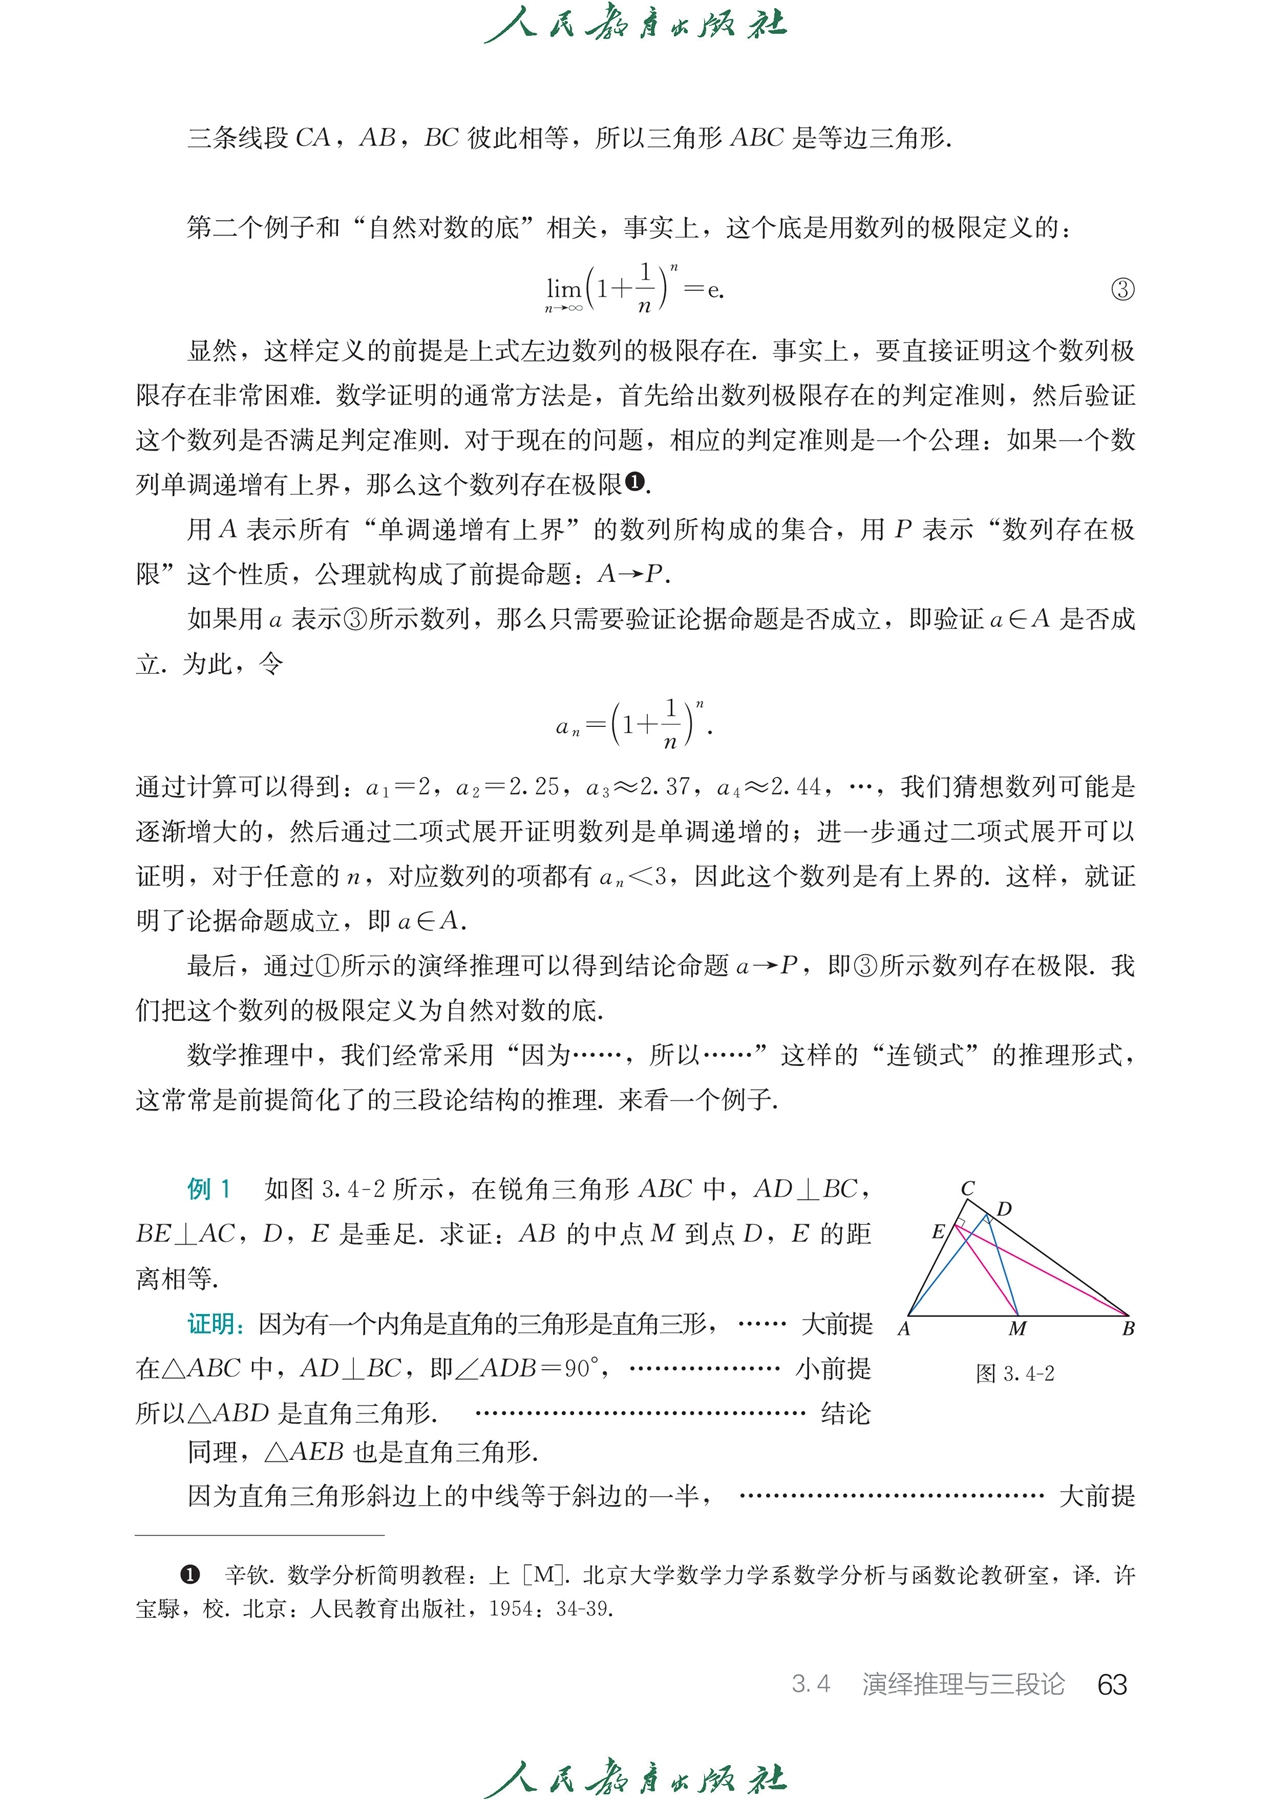 人民教育出版社
三条线段 CA，AB，BC 彼此相等，所以三角形 ABC 是等边三角形.
第二个例子和“自然对数的底”相关，事实上，这个底是用数列的极限定义的：
lim_{n→∞}(1+1/n)^n=e. ③
显然，这样定义的前提是上式左边数列的极限存在. 事实上，要直接证明这个数列极
限存在非常困难. 数学证明的通常方法是，首先给出数列极限存在的判定准则，然后验证
这个数列是否满足判定准则. 对于现在的问题，相应的判定准则是一个公理：如果一个数
列单调递增有上界，那么这个数列存在极限❶.
用 A 表示所有“单调递增有上界”的数列所构成的集合，用 P 表示“数列存在极
限”这个性质，公理就构成了前提命题：A→P.
如果用 a 表示③所示数列，那么只需要验证论据命题是否成立，即验证 a∈A 是否成
立. 为此，令
a_n=(1+1/n)^n.
通过计算可以得到：a₁=2，a₂=2.25，a₃≈2.37，a₄≈2.44，…，我们猜想数列可能是
逐渐增大的，然后通过二项式展开证明数列是单调递增的；进一步通过二项式展开可以
证明，对于任意的 n，对应数列的项都有 a_n<3，因此这个数列是有上界的. 这样，就证
明了论据命题成立，即 a∈A.
最后，通过①所示的演绎推理可以得到结论命题 a→P，即③所示数列存在极限. 我
们把这个数列的极限定义为自然对数的底.
数学推理中，我们经常采用“因为……，所以……”这样的“连锁式”的推理形式，
这常常是前提简化了的三段论结构的推理. 来看一个例子.
例 1 如图 3.4-2 所示，在锐角三角形 ABC 中，AD⊥BC，
BE⊥AC，D，E 是垂足. 求证：AB 的中点 M 到点 D，E 的距
离相等.
证明：因为有一个内角是直角的三角形是直角三形，…… 大前提
在△ABC 中，AD⊥BC，即∠ADB=90°，……………… 小前提
所以△ABD 是直角三角形. ………………………………… 结论
C
D
E
A M B
图 3.4-2
同理，△AEB 也是直角三角形.
因为直角三角形斜边上的中线等于斜边的一半，……………………………… 大前提
❶ 辛钦. 数学分析简明教程：上［M］. 北京大学数学力学系数学分析与函数论教研室，译. 许
宝騄，校. 北京：人民教育出版社，1954：34-39.
3.4 演绎推理与三段论 63
人民教育出版社